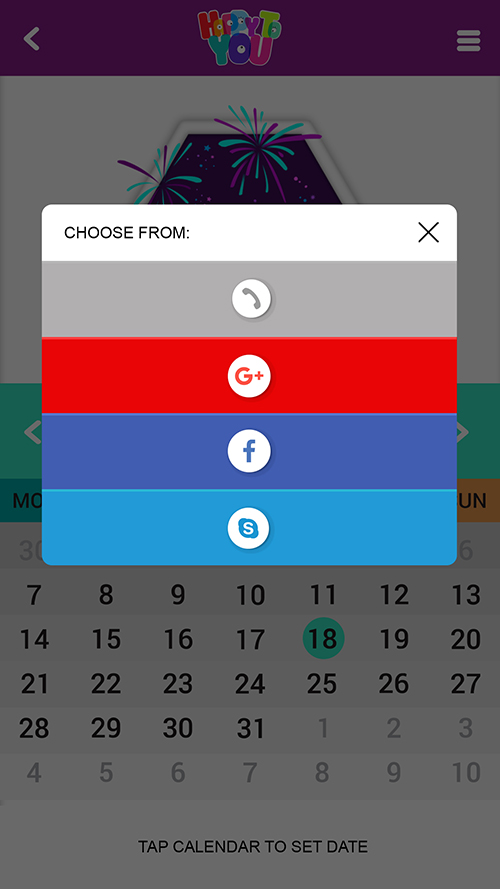 HAPPY TO
YOU
CHOOSE FROM:
G+
f
S
MO
UN
30 6
7 8 9 10 11 12 13
14 15 16 17 18 19 20
21 22 23 24 25 26 27
28 29 30 31 1 2 3
4 5 6 7 8 9 10
TAP CALENDAR TO SET DATE